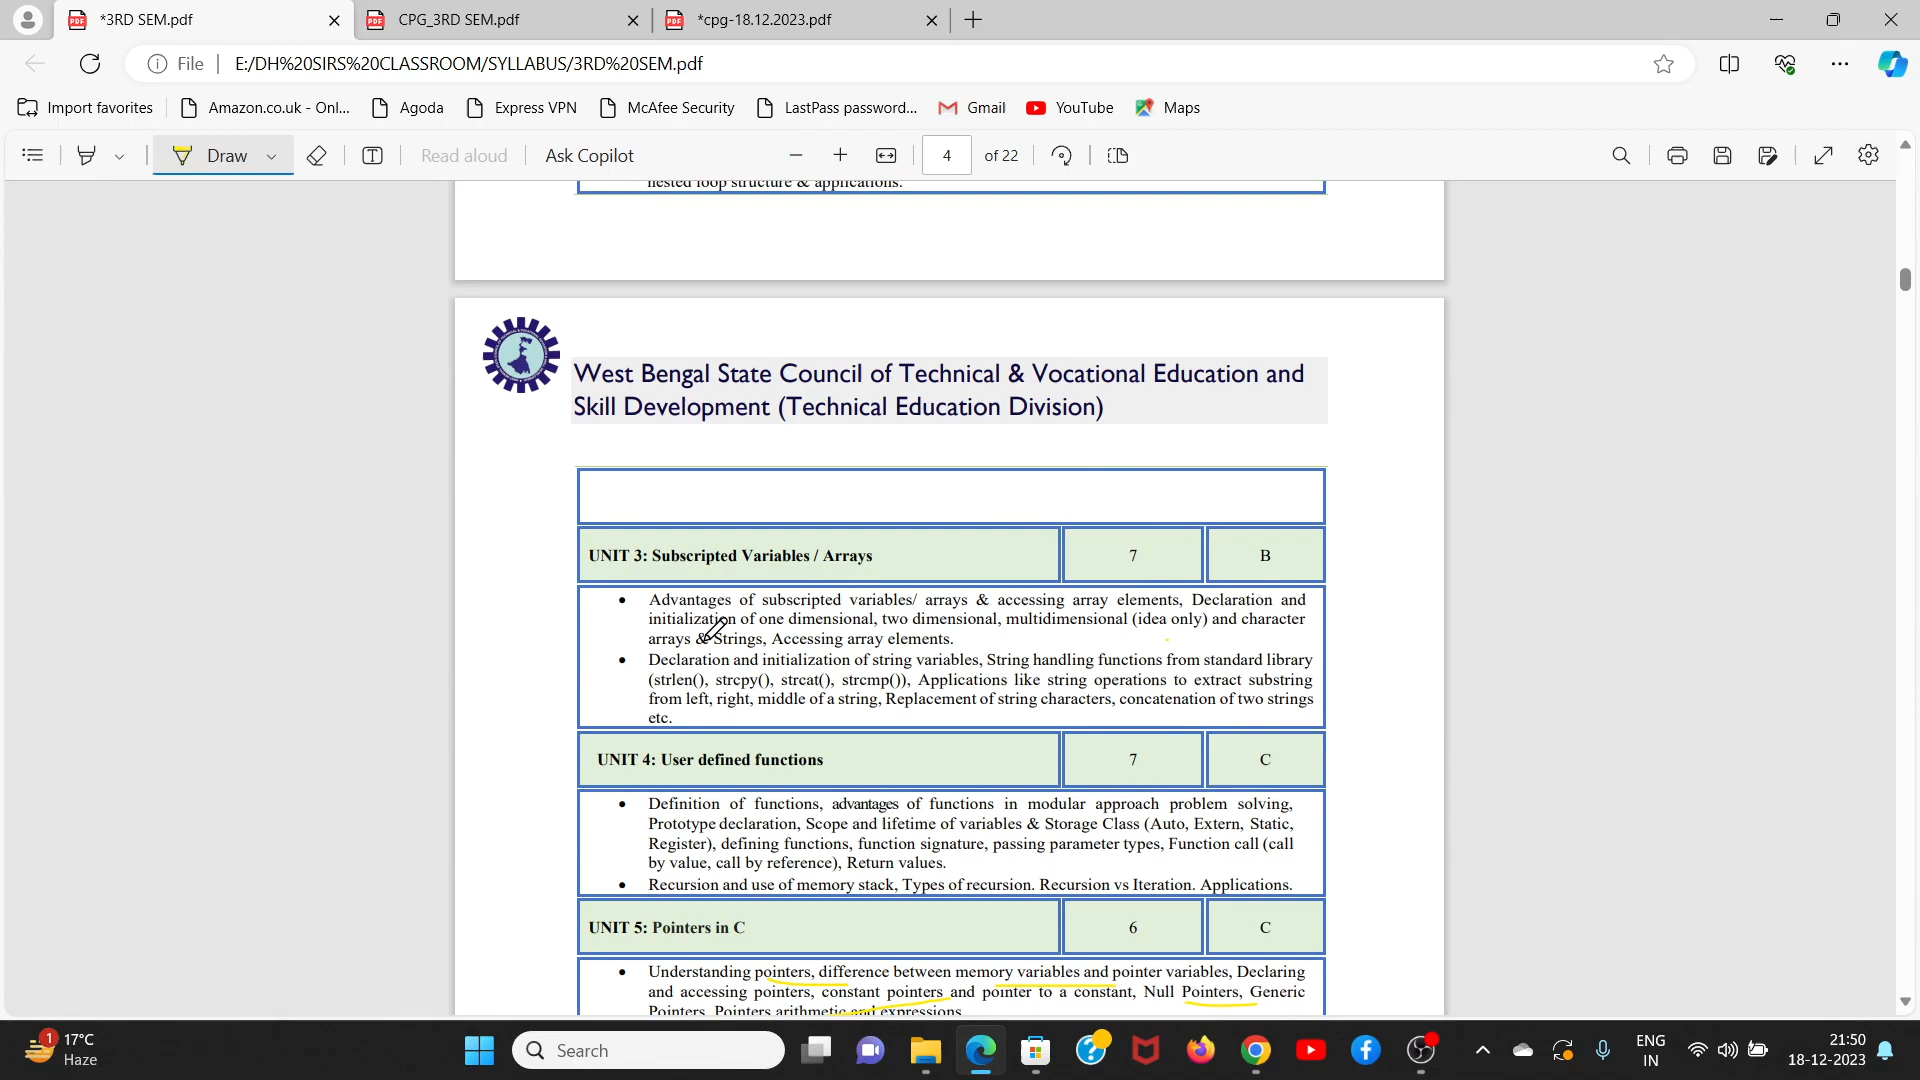 *3RD SEM.pdf
CPG_3RD SEM.pdf
*cpg-18.12.2023.pdf
File
E:/DH%20SIRS%20CLASSROOM/SYLLABUS/3RD%20SEM.pdf
Import favorites
Amazon.co.uk - Onl...
Agoda
Express VPN
McAfee Security
LastPass password...
Gmail
YouTube
Maps
Draw
Read aloud
Ask Copilot
4 of 22
nested loop structure & applications.
West Bengal State Council of Technical & Vocational Education and
Skill Development (Technical Education Division)
UNIT 3: Subscripted Variables / Arrays 7 B
• Advantages of subscripted variables/ arrays & accessing array elements, Declaration and
initialization of one dimensional, two dimensional, multidimensional (idea only) and character
arrays & Strings, Accessing array elements.
• Declaration and initialization of string variables, String handling functions from standard library
(strlen(), strcpy(), strcat(), strcmp()), Applications like string operations to extract substring
from left, right, middle of a string, Replacement of string characters, concatenation of two strings
etc.
UNIT 4: User defined functions 7 C
• Definition of functions, advantages of functions in modular approach problem solving,
Prototype declaration, Scope and lifetime of variables & Storage Class (Auto, Extern, Static,
Register), defining functions, function signature, passing parameter types, Function call (call
by value, call by reference), Return values.
• Recursion and use of memory stack, Types of recursion. Recursion vs Iteration. Applications.
UNIT 5: Pointers in C 6 C
• Understanding pointers, difference between memory variables and pointer variables, Declaring
and accessing pointers, constant pointers and pointer to a constant, Null Pointers, Generic
Pointers, Pointers arithmetic and expressions
1
17°C
Haze
Search
ENG
IN
21:50
18-12-2023